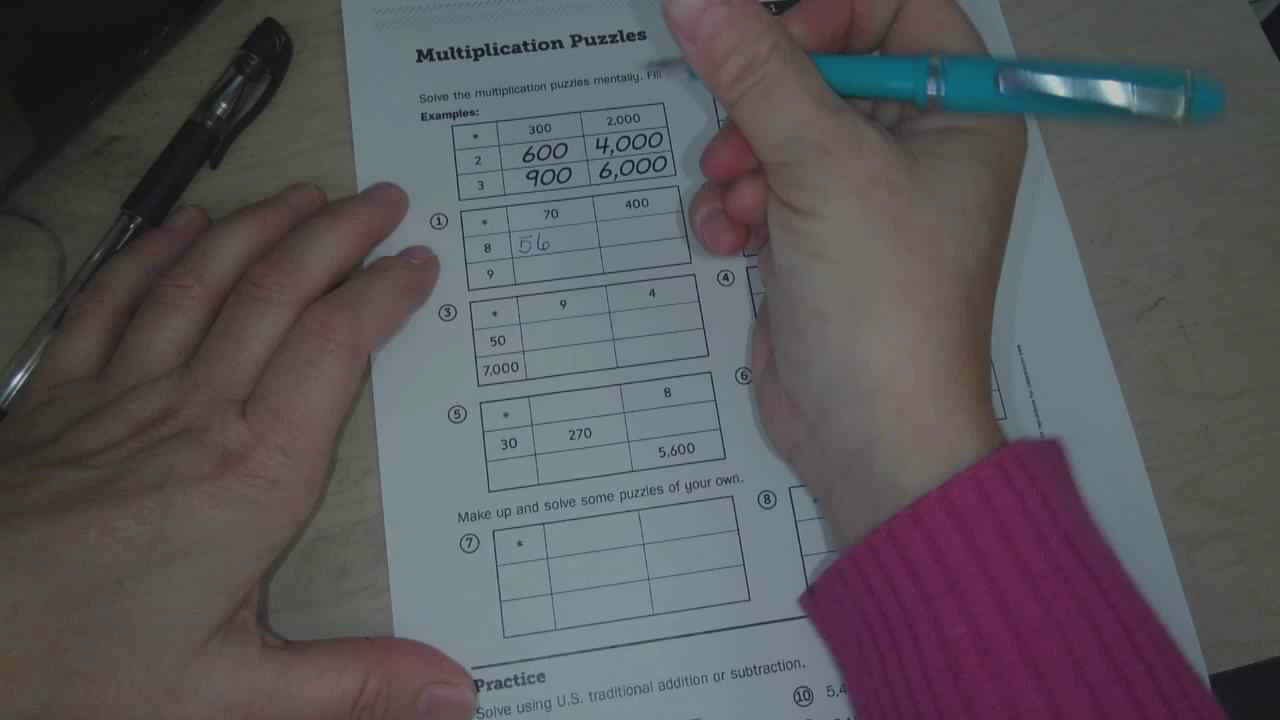 Multiplication Puzzles
Solve the multiplication puzzles mentally. Fill
Examples:
* 300 2,000
2 600 4,000
3 900 6,000
1 * 70 400
8 56
9
3 * 9 4
50
7,000
4
5 * 8
30 270
5,600
6
Make up and solve some puzzles of your own.
7 *
8
Practice
Solve using U.S. traditional addition or subtraction.
10 5,4